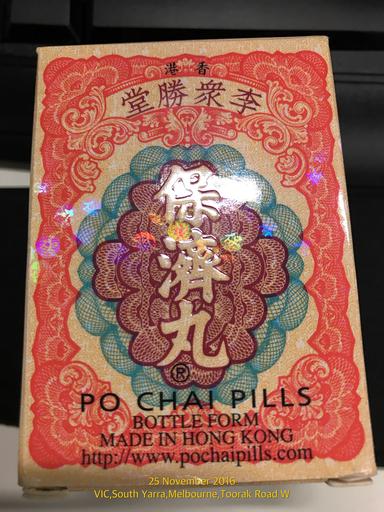 港香
堂勝衆李
保濟丸
®
PO CHAI PILLS
BOTTLE FORM
MADE IN HONG KONG
http://www.pochaipills.com
25 November 2016
VIC,South Yarra,Melbourne,Toorak Road W